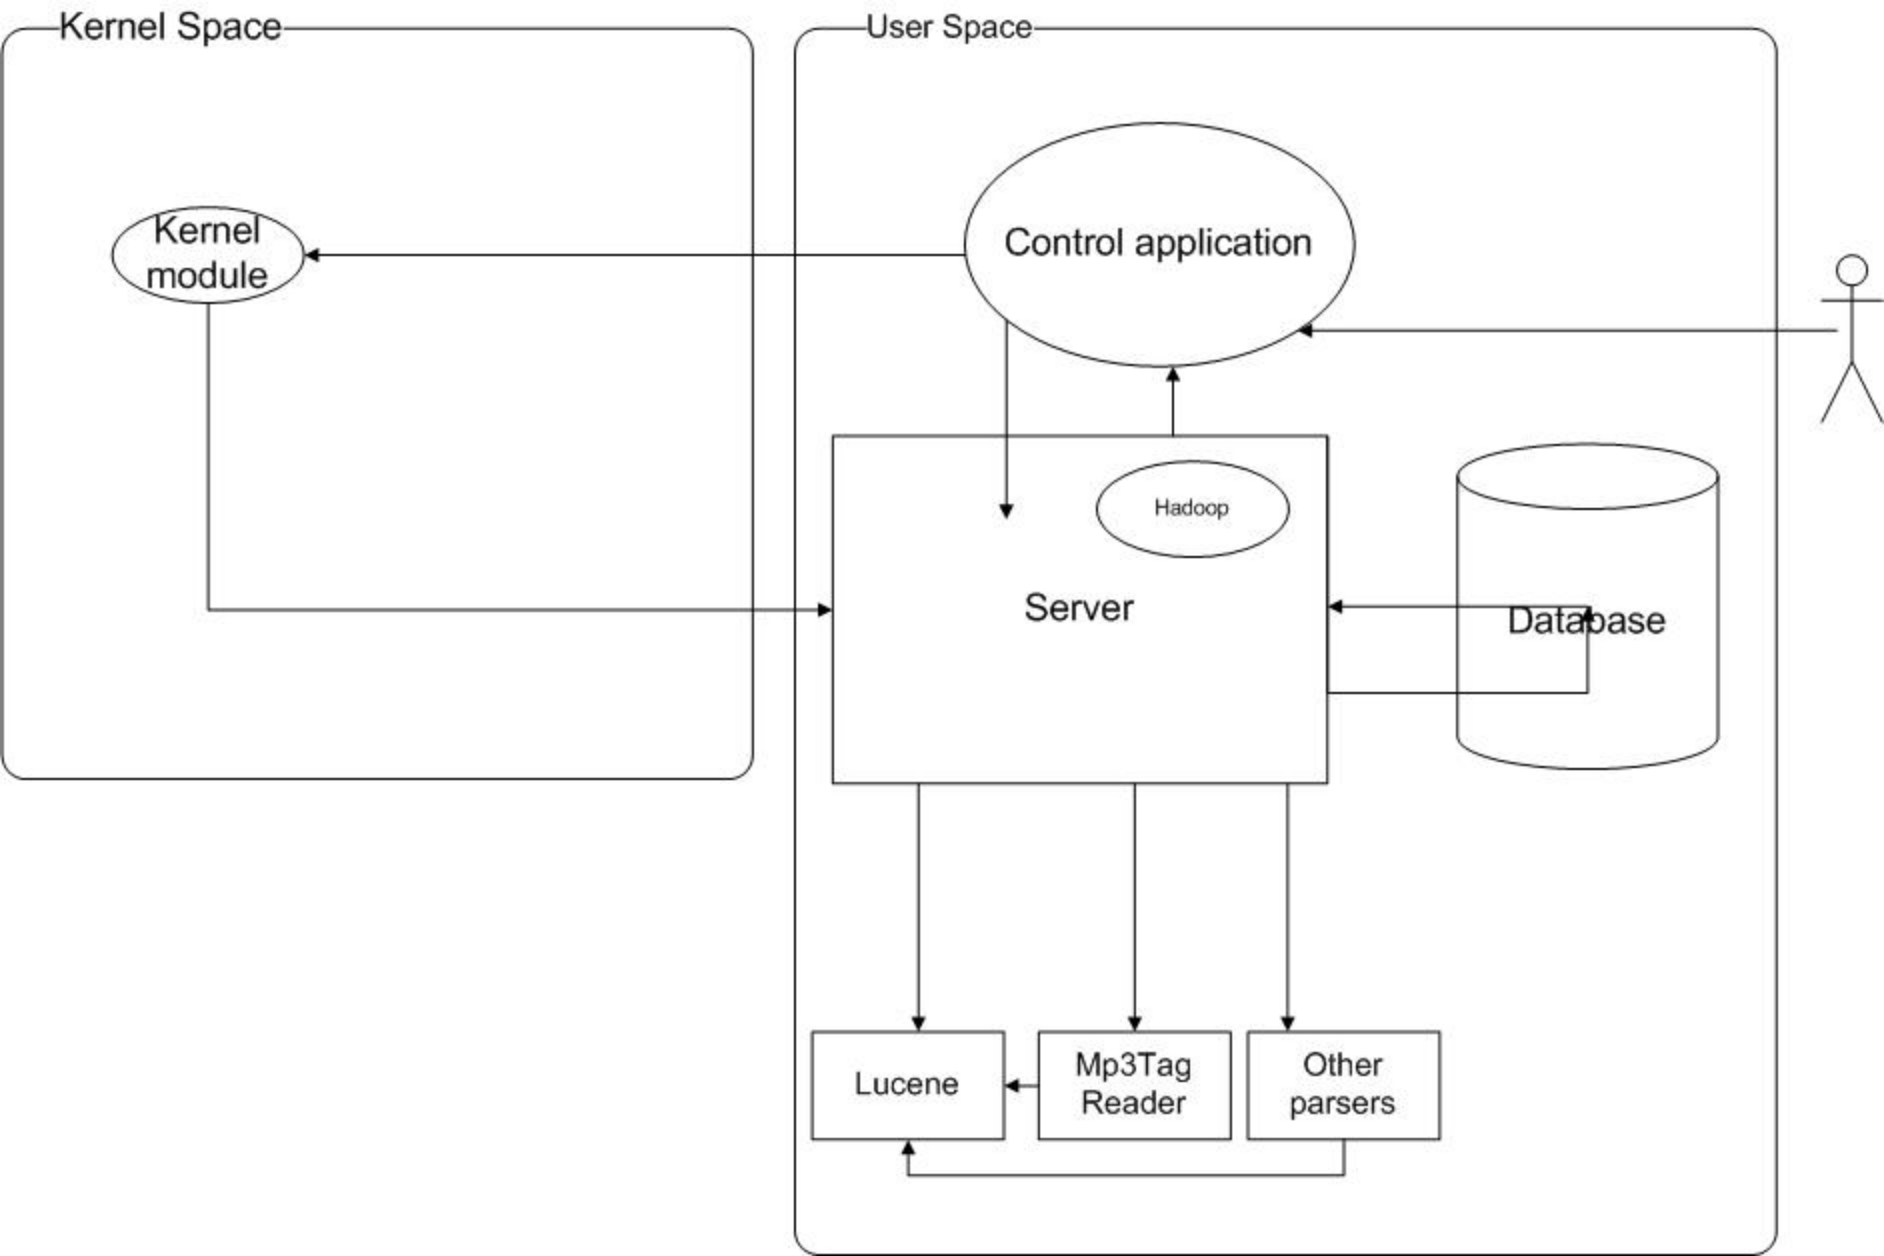 Kernel Space
User Space
Kernel
module
Control application
Hadoop
Server
Database
Lucene
Mp3Tag
Reader
Other
parsers